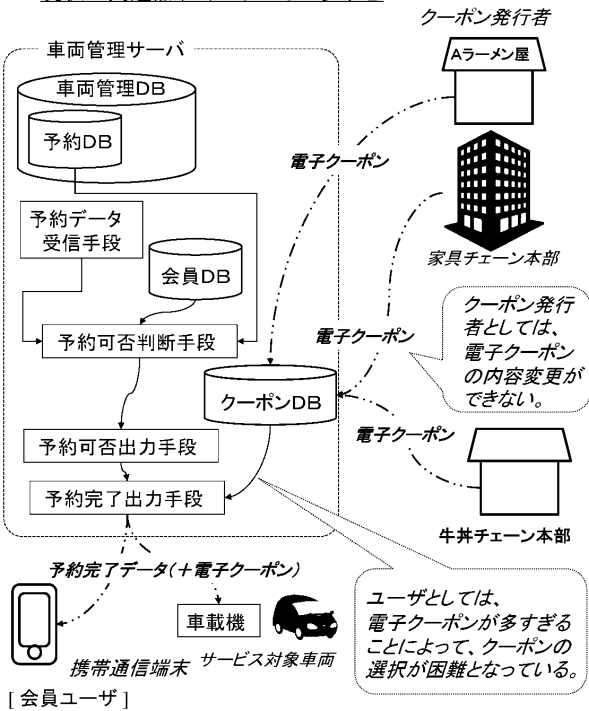 クーポン発行者
車両管理サーバ
Aラーメン屋
車両管理DB
予約DB
電子クーポン
予約データ
受信手段
会員DB
家具チェーン本部
予約可否判断手段
電子クーポン
クーポン発行
者としては、
電子クーポン
の内容変更が
できない。
クーポンDB
電子クーポン
予約可否出力手段
予約完了出力手段
牛丼チェーン本部
予約完了データ(+電子クーポン)
車載機
携帯通信端末
サービス対象車両
ユーザとしては、
電子クーポンが多すぎる
ことによって、クーポンの
選択が困難となっている。
[会員ユーザ]